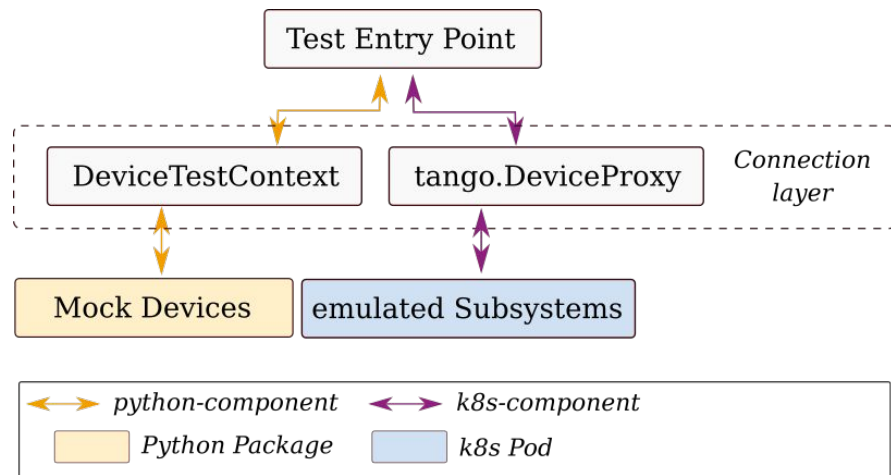 Test Entry Point
DeviceTestContext
tango.DeviceProxy
Connection
layer
Mock Devices
emulated Subsystems
python-component
k8s-component
Python Package
k8s Pod